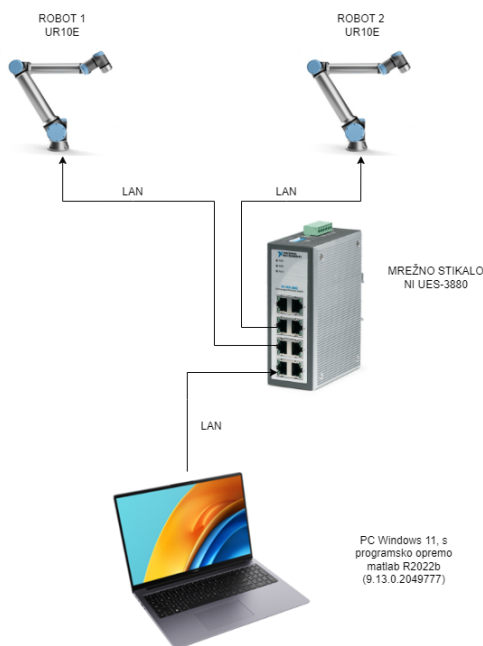 ROBOT 1
UR10E
ROBOT 2
UR10E
LAN
LAN
MREŽNO STIKALO
NI UES-3880
LAN
PC Windows 11, s
programsko opremo
matlab R2022b
(9.13.0.2049777)